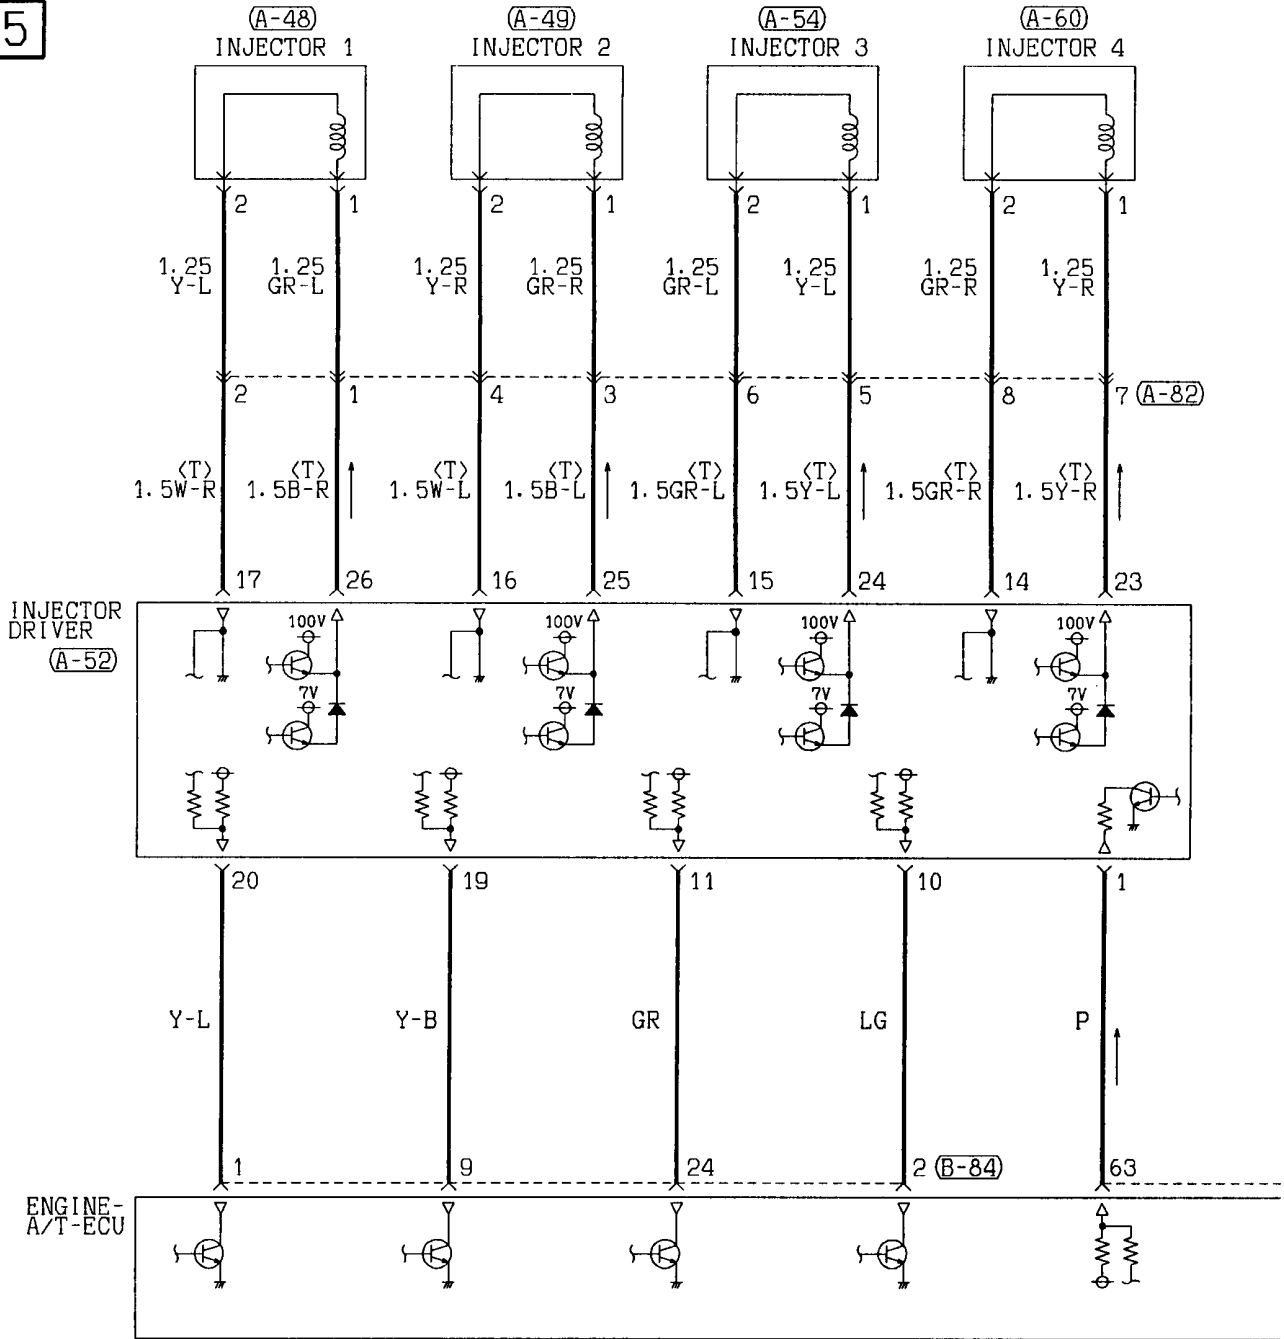 5
(A-48) (A-49) (A-54) (A-60)
INJECTOR 1 INJECTOR 2 INJECTOR 3 INJECTOR 4
2 1 2 1 2 1 2 1
1.25 1.25 1.25 1.25 1.25 1.25 1.25 1.25
Y-L GR-L Y-R GR-R GR-L Y-L GR-R Y-R
2 1 4 3 6 5 8 7 (A-82)
<T> <T> <T> <T> <T> <T> <T> <T>
1.5W-R 1.5B-R 1.5W-L 1.5B-L 1.5GR-L 1.5Y-L 1.5GR-R 1.5Y-R
17 26 16 25 15 24 14 23
INJECTOR
DRIVER
(A-52)
100V 100V 100V 100V
7V 7V 7V 7V
20 19 11 10 1
Y-L Y-B GR LG P
1 9 24 2 (B-84) 63
ENGINE-
A/T-ECU